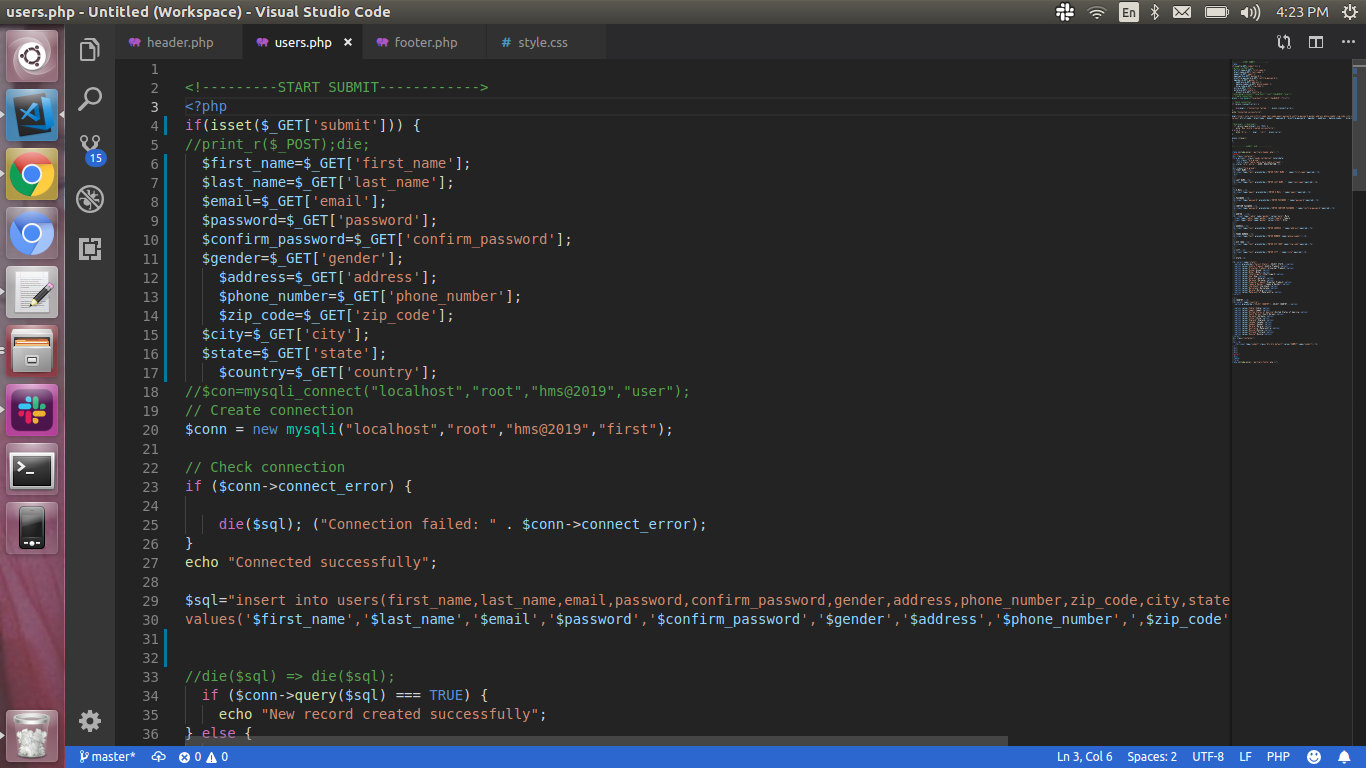 users.php - Untitled (Workspace) - Visual Studio Code
En
4:23 PM
header.php
users.php
footer.php
# style.css
15
1
2 <!---------START SUBMIT------------>
3 <?php
4 if(isset($_GET['submit'])) {
5 //print_r($_POST);die;
6 $first_name=$_GET['first_name'];
7 $last_name=$_GET['last_name'];
8 $email=$_GET['email'];
9 $password=$_GET['password'];
10 $confirm_password=$_GET['confirm_password'];
11 $gender=$_GET['gender'];
12 $address=$_GET['address'];
13 $phone_number=$_GET['phone_number'];
14 $zip_code=$_GET['zip_code'];
15 $city=$_GET['city'];
16 $state=$_GET['state'];
17 $country=$_GET['country'];
18 //$con=mysqli_connect("localhost","root","hms@2019","user");
19 // Create connection
20 $conn = new mysqli("localhost","root","hms@2019","first");
21
22 // Check connection
23 if ($conn->connect_error) {
24
25 die($sql); ("Connection failed: " . $conn->connect_error);
26 }
27 echo "Connected successfully";
28
29 $sql="insert into users(first_name,last_name,email,password,confirm_password,gender,address,phone_number,zip_code,city,state
30 values('$first_name','$last_name','$email','$password','$confirm_password','$gender','$address','$phone_number',',$zip_code'
31
32
33 //die($sql) => die($sql);
34 if ($conn->query($sql) === TRUE) {
35 echo "New record created successfully";
36 } else {
master*
0
0
Ln 3, Col 6
Spaces: 2
UTF-8
LF
PHP